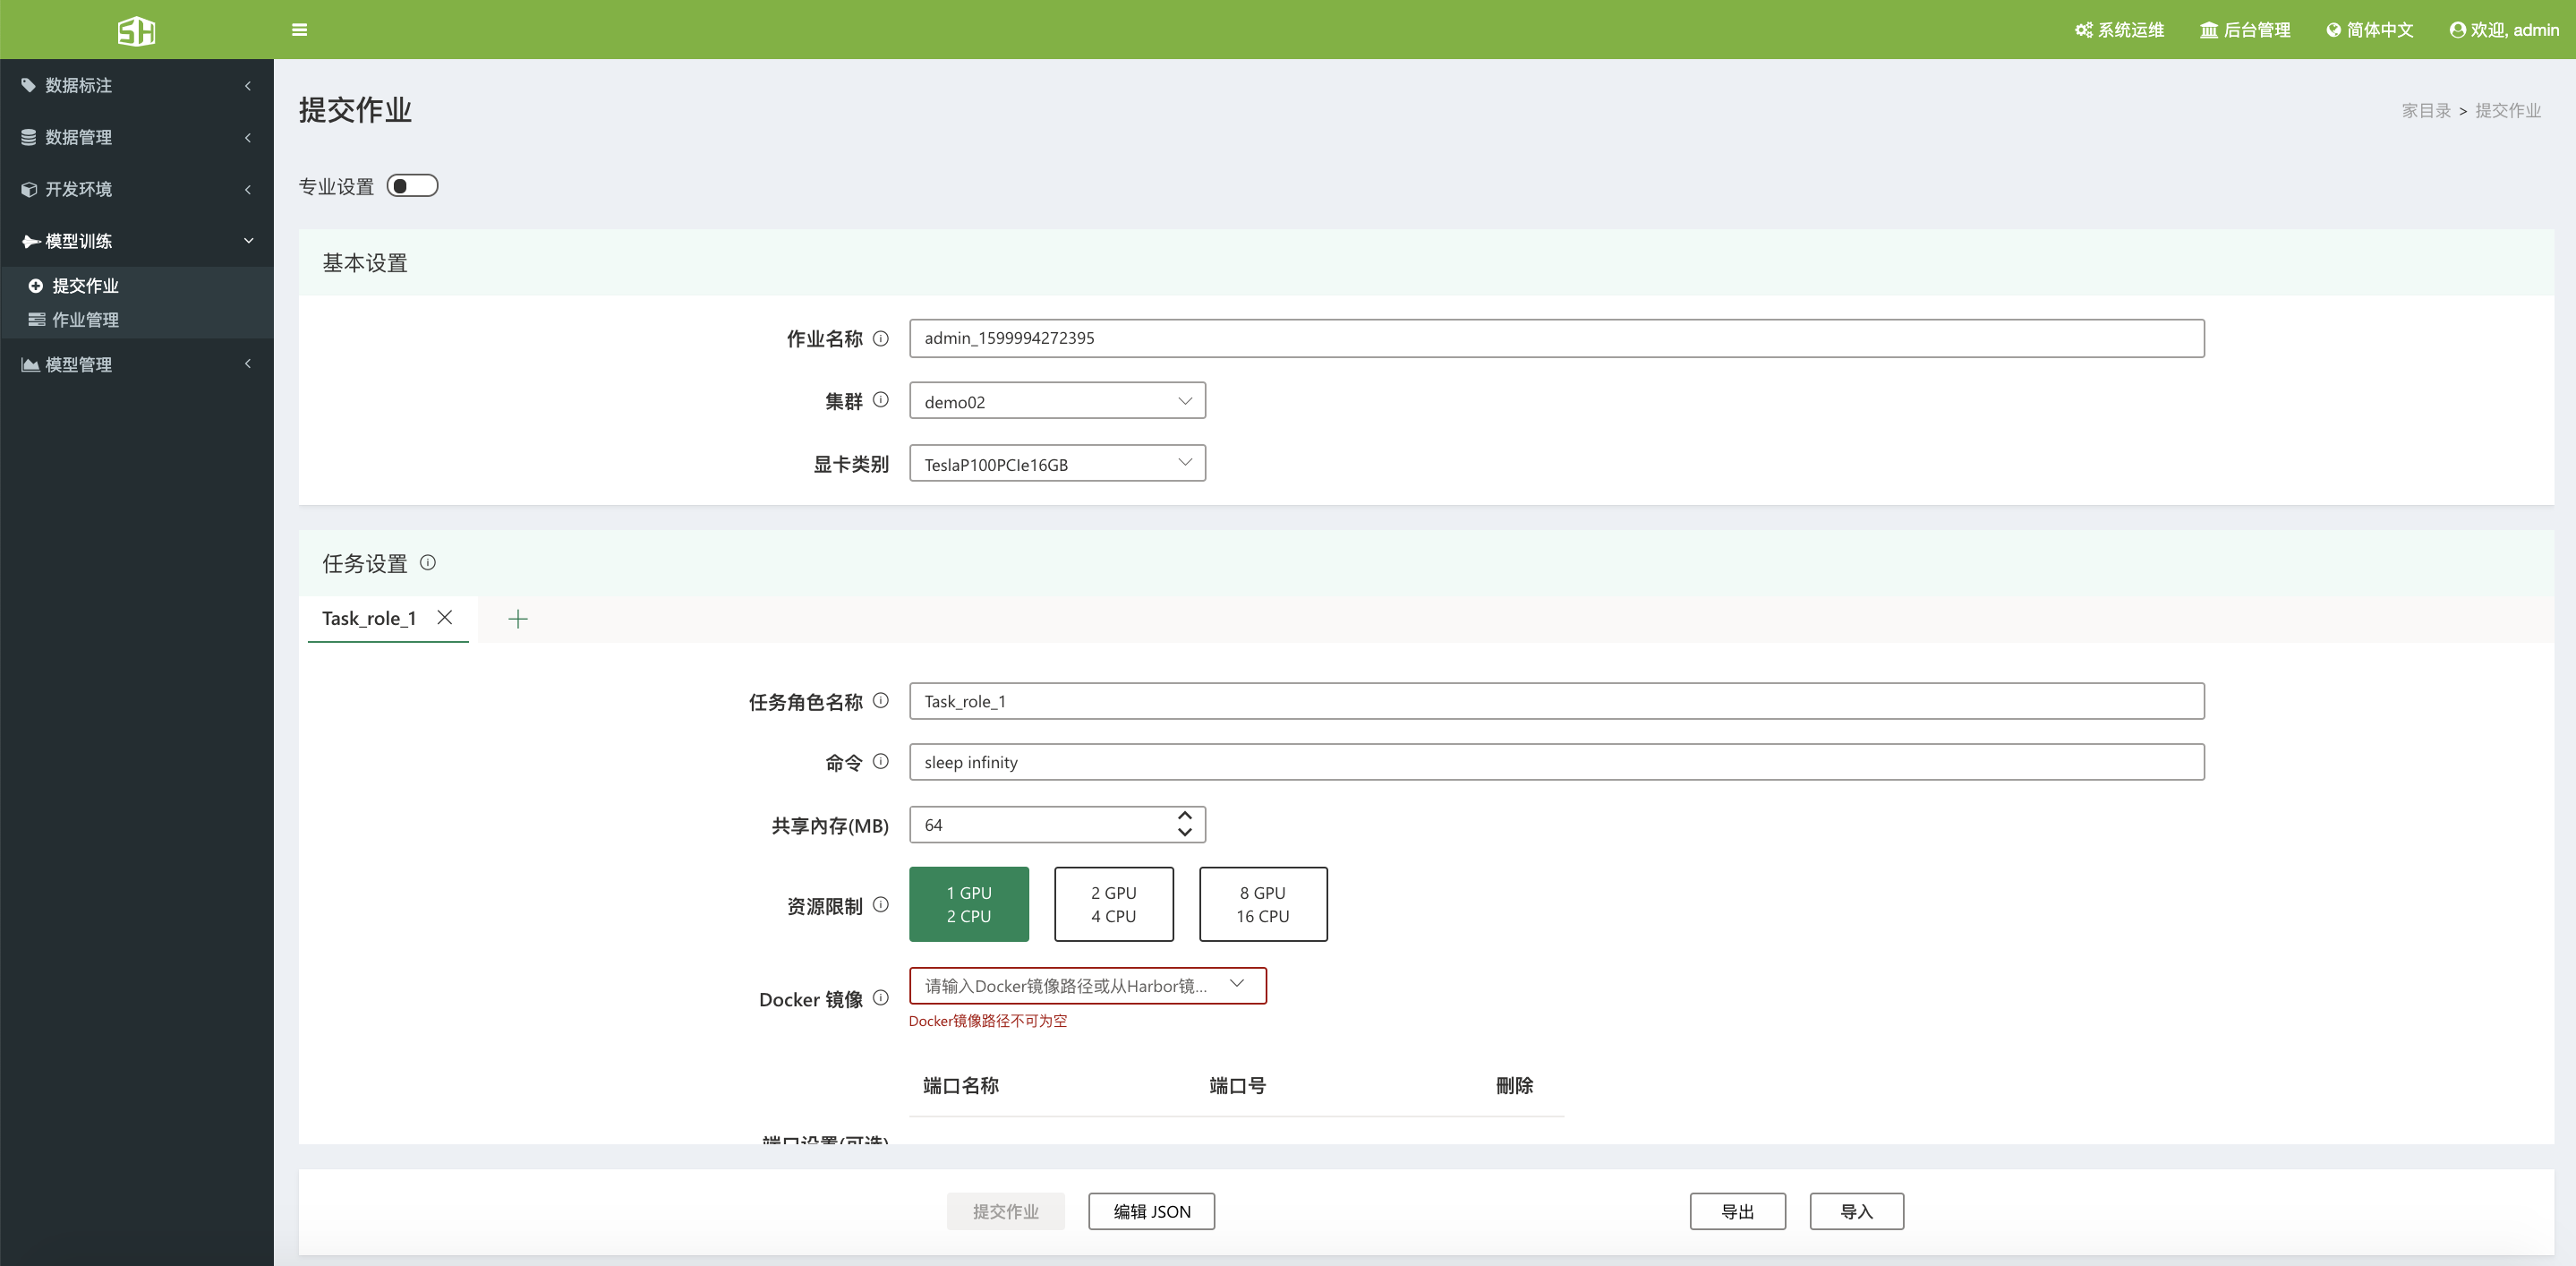 SH
系统运维
后台管理
简体中文
欢迎, admin
数据标注
数据管理
开发环境
模型训练
提交作业
作业管理
模型管理
提交作业
家目录 > 提交作业
专业设置
基本设置
作业名称
admin_1599994272395
集群
demo02
显卡类别
TeslaP100PCIe16GB
任务设置
Task_role_1
任务角色名称
Task_role_1
命令
sleep infinity
共享内存(MB)
64
资源限制
1 GPU
2 CPU
2 GPU
4 CPU
8 GPU
16 CPU
Docker 镜像
请输入Docker镜像路径或从Harbor镜...
Docker镜像路径不可为空
端口名称
端口号
刪除
端口设置(可选)
提交作业
编辑 JSON
导出
导入